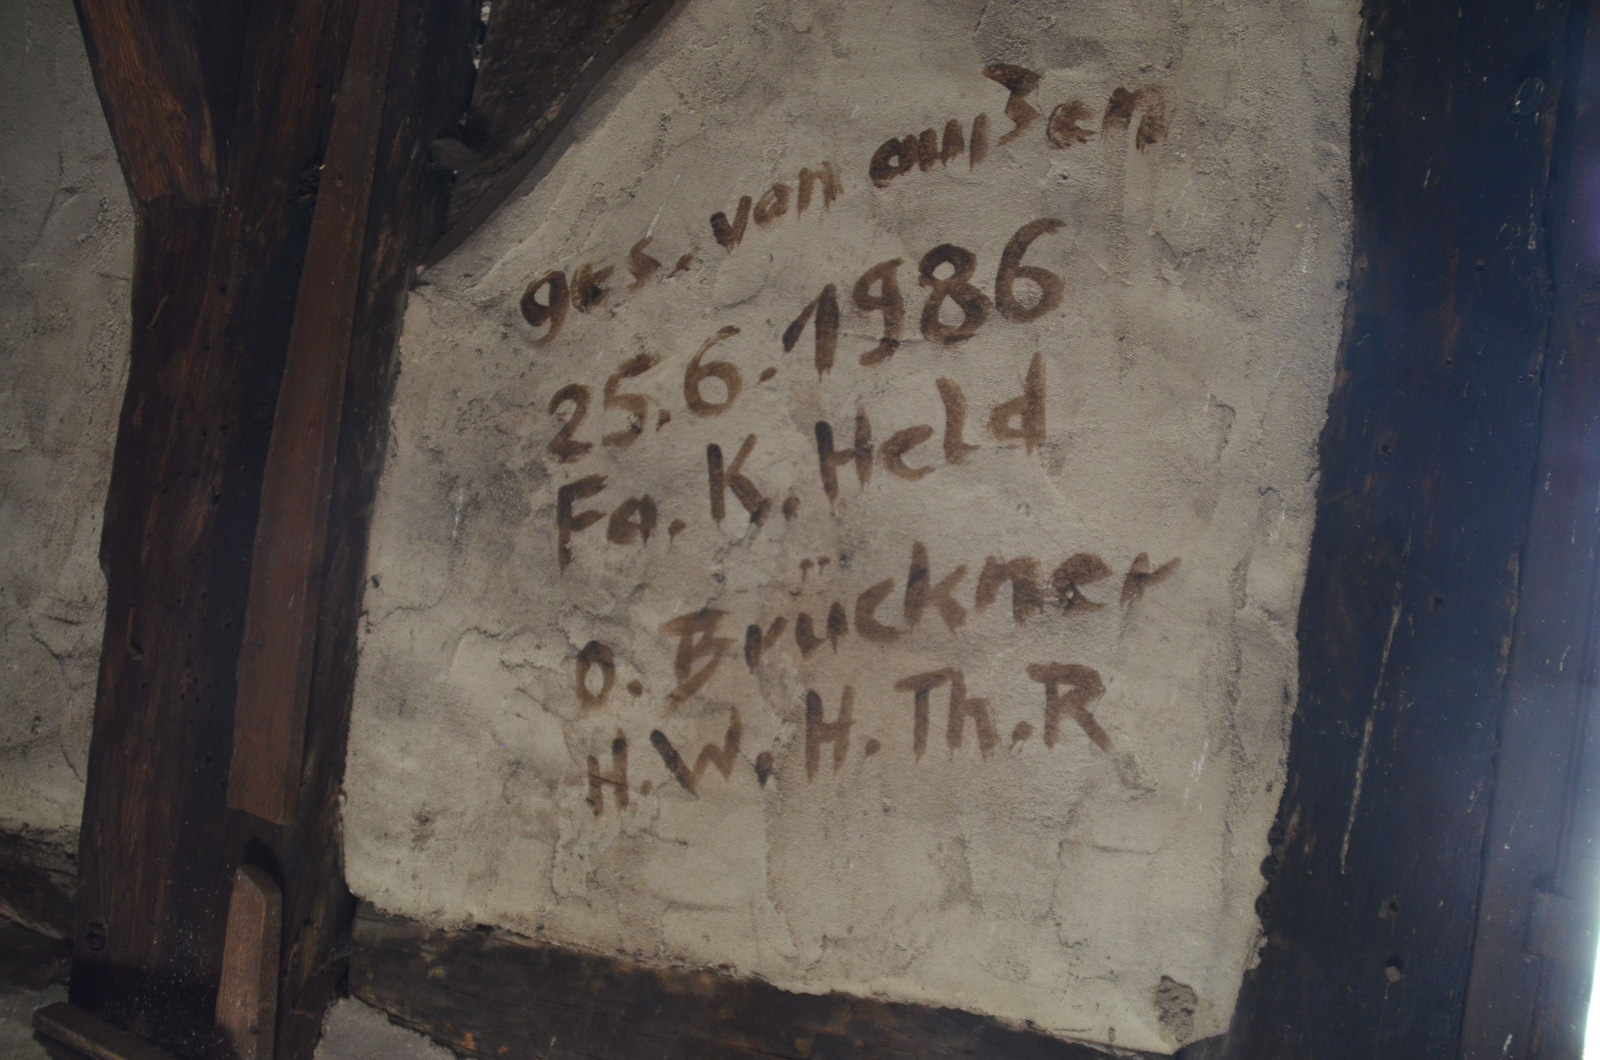 ges. von außen
25.6.1986
Fa. K. Held
O. Brückner
H. W. H. Th. R